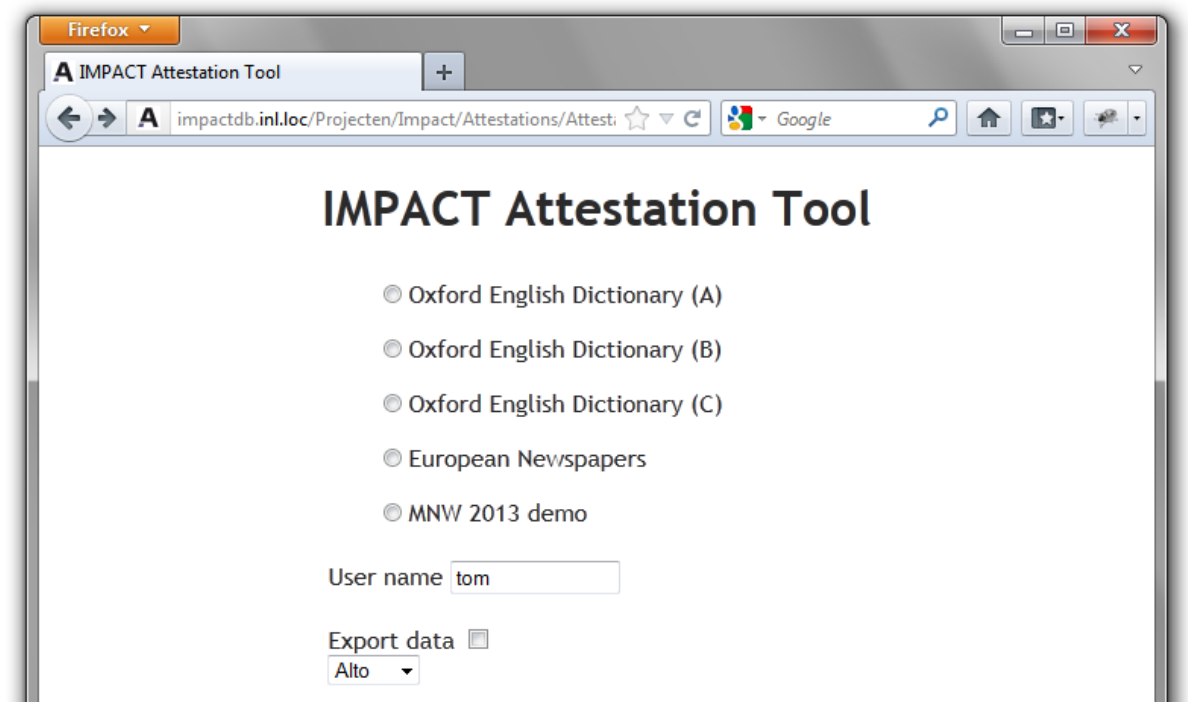 Firefox
A IMPACT Attestation Tool
A impactdb.inl.loc/Projecten/Impact/Attestations/Attest Google
IMPACT Attestation Tool
Oxford English Dictionary (A)
Oxford English Dictionary (B)
Oxford English Dictionary (C)
European Newspapers
MNW 2013 demo
User name tom
Export data
Alto